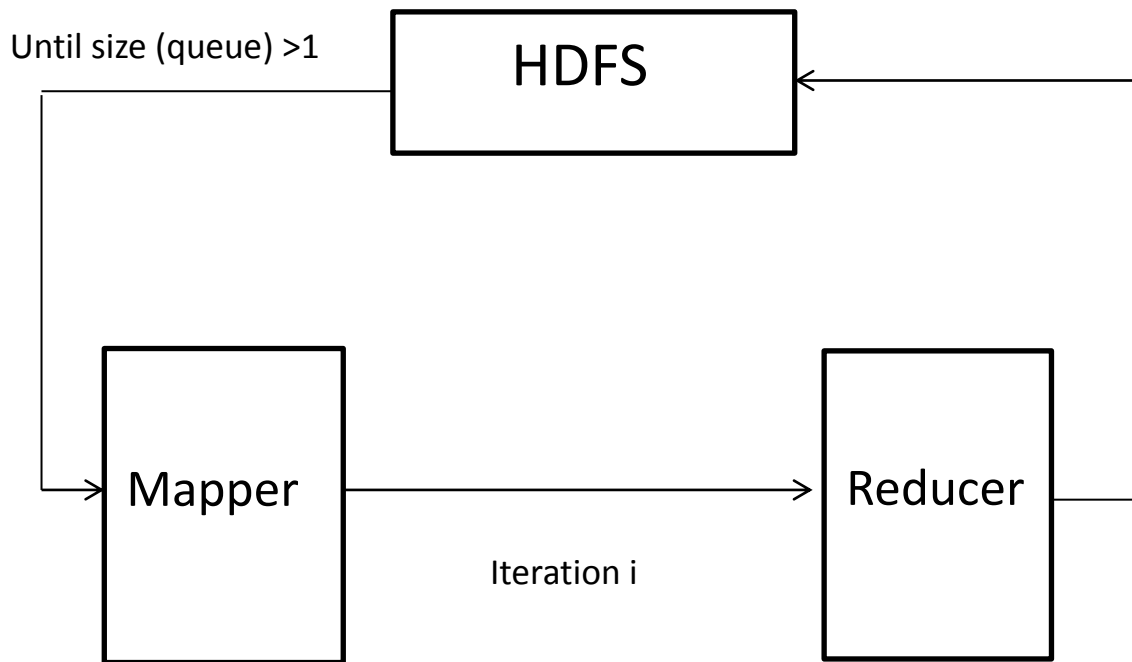 Until size (queue) >1
HDFS
Mapper
Reducer
Iteration i